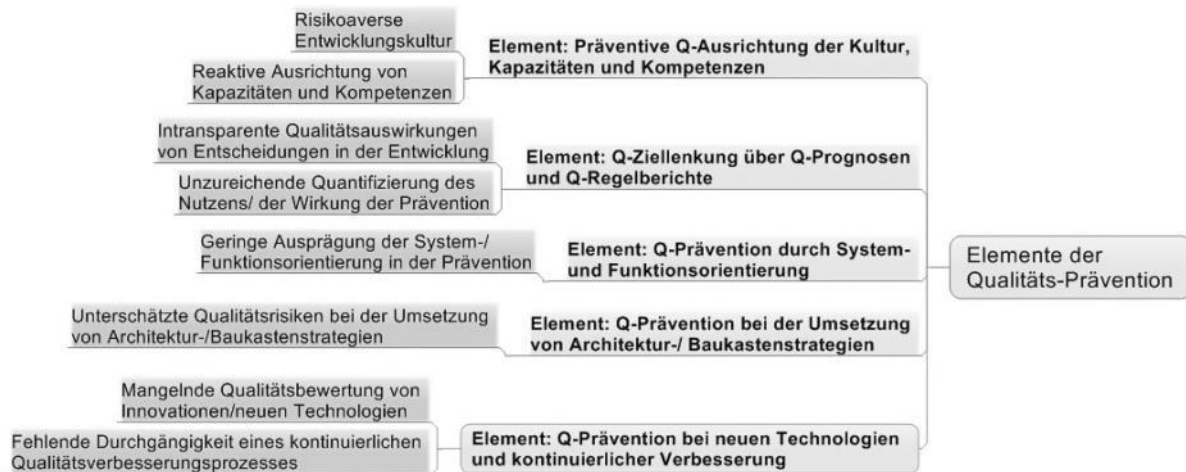 Risikoaverse
Entwicklungskultur
Reaktive Ausrichtung von
Kapazitäten und Kompetenzen
Element: Präventive Q-Ausrichtung der Kultur,
Kapazitäten und Kompetenzen
Intransparente Qualitätsauswirkungen
von Entscheidungen in der Entwicklung
Unzureichende Quantifizierung des
Nutzens/ der Wirkung der Prävention
Element: Q-Ziellenkung über Q-Prognosen
und Q-Regelberichte
Geringe Ausprägung der System-/
Funktionsorientierung in der Prävention
Element: Q-Prävention durch System-
und Funktionsorientierung
Unterschätzte Qualitätsrisiken bei der Umsetzung
von Architektur-/Baukastenstrategien
Element: Q-Prävention bei der Umsetzung
von Architektur-/ Baukastenstrategien
Mangelnde Qualitätsbewertung von
Innovationen/neuen Technologien
Fehlende Durchgängigkeit eines kontinuierlichen
Qualitätsverbesserungsprozesses
Element: Q-Prävention bei neuen Technologien
und kontinuierlicher Verbesserung
Elemente der
Qualitäts-Prävention